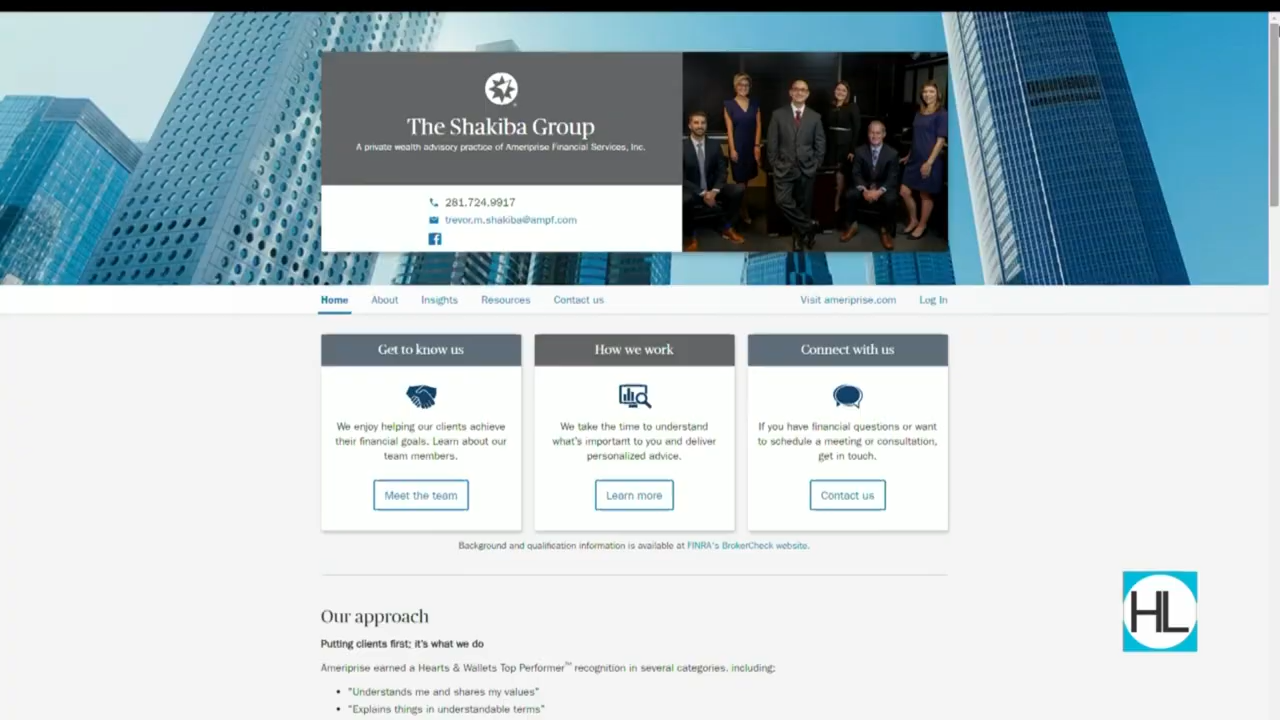 The Shakiba Group
A private wealth advisory practice of Ameriprise Financial Services, Inc.
281.724.9917
trevor.m.shakiba@ampf.com
Home About Insights Resources Contact us Visit ameriprise.com Log In
Get to know us
We enjoy helping our clients achieve
their financial goals. Learn about our
team members.
Meet the team
How we work
We take the time to understand
what's important to you and deliver
personalized advice.
Learn more
Connect with us
If you have financial questions or want
to schedule a meeting or consultation,
get in touch.
Contact us
Background and qualification information is available at FINRA's BrokerCheck website.
Our approach
Putting clients first; it's what we do
Ameriprise earned a Hearts & Wallets Top Performer™ recognition in several categories, including:
• "Understands me and shares my values"
• "Explains things in understandable terms"
HL